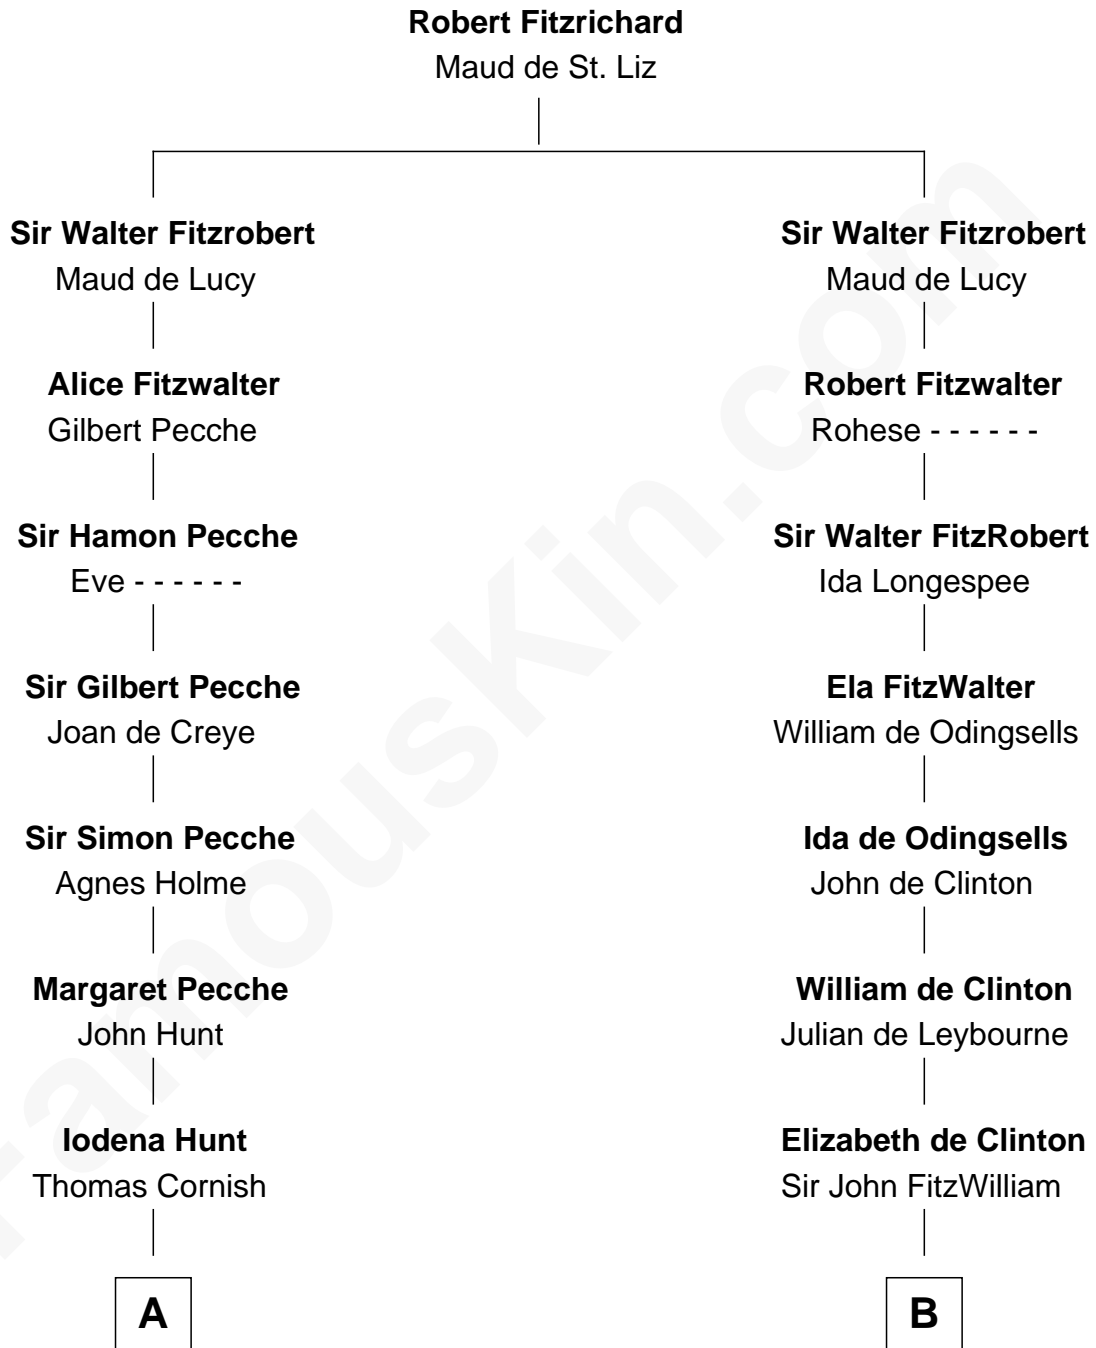 Robert Fitzrichard
Maud de St. Liz
Sir Walter Fitzrobert
Maud de Lucy
Alice Fitzwalter
Gilbert Pecche
Sir Hamon Pecche
Eve - - - - - -
Sir Gilbert Pecche
Joan de Creye
Sir Simon Pecche
Agnes Holme
Margaret Pecche
John Hunt
Iodena Hunt
Thomas Cornish
A
Sir Walter Fitzrobert
Maud de Lucy
Robert Fitzwalter
Rohese - - - - - -
Sir Walter FitzRobert
Ida Longespee
Ela FitzWalter
William de Odingsells
Ida de Odingsells
John de Clinton
William de Clinton
Julian de Leybourne
Elizabeth de Clinton
Sir John FitzWilliam
B
FamousKin.com